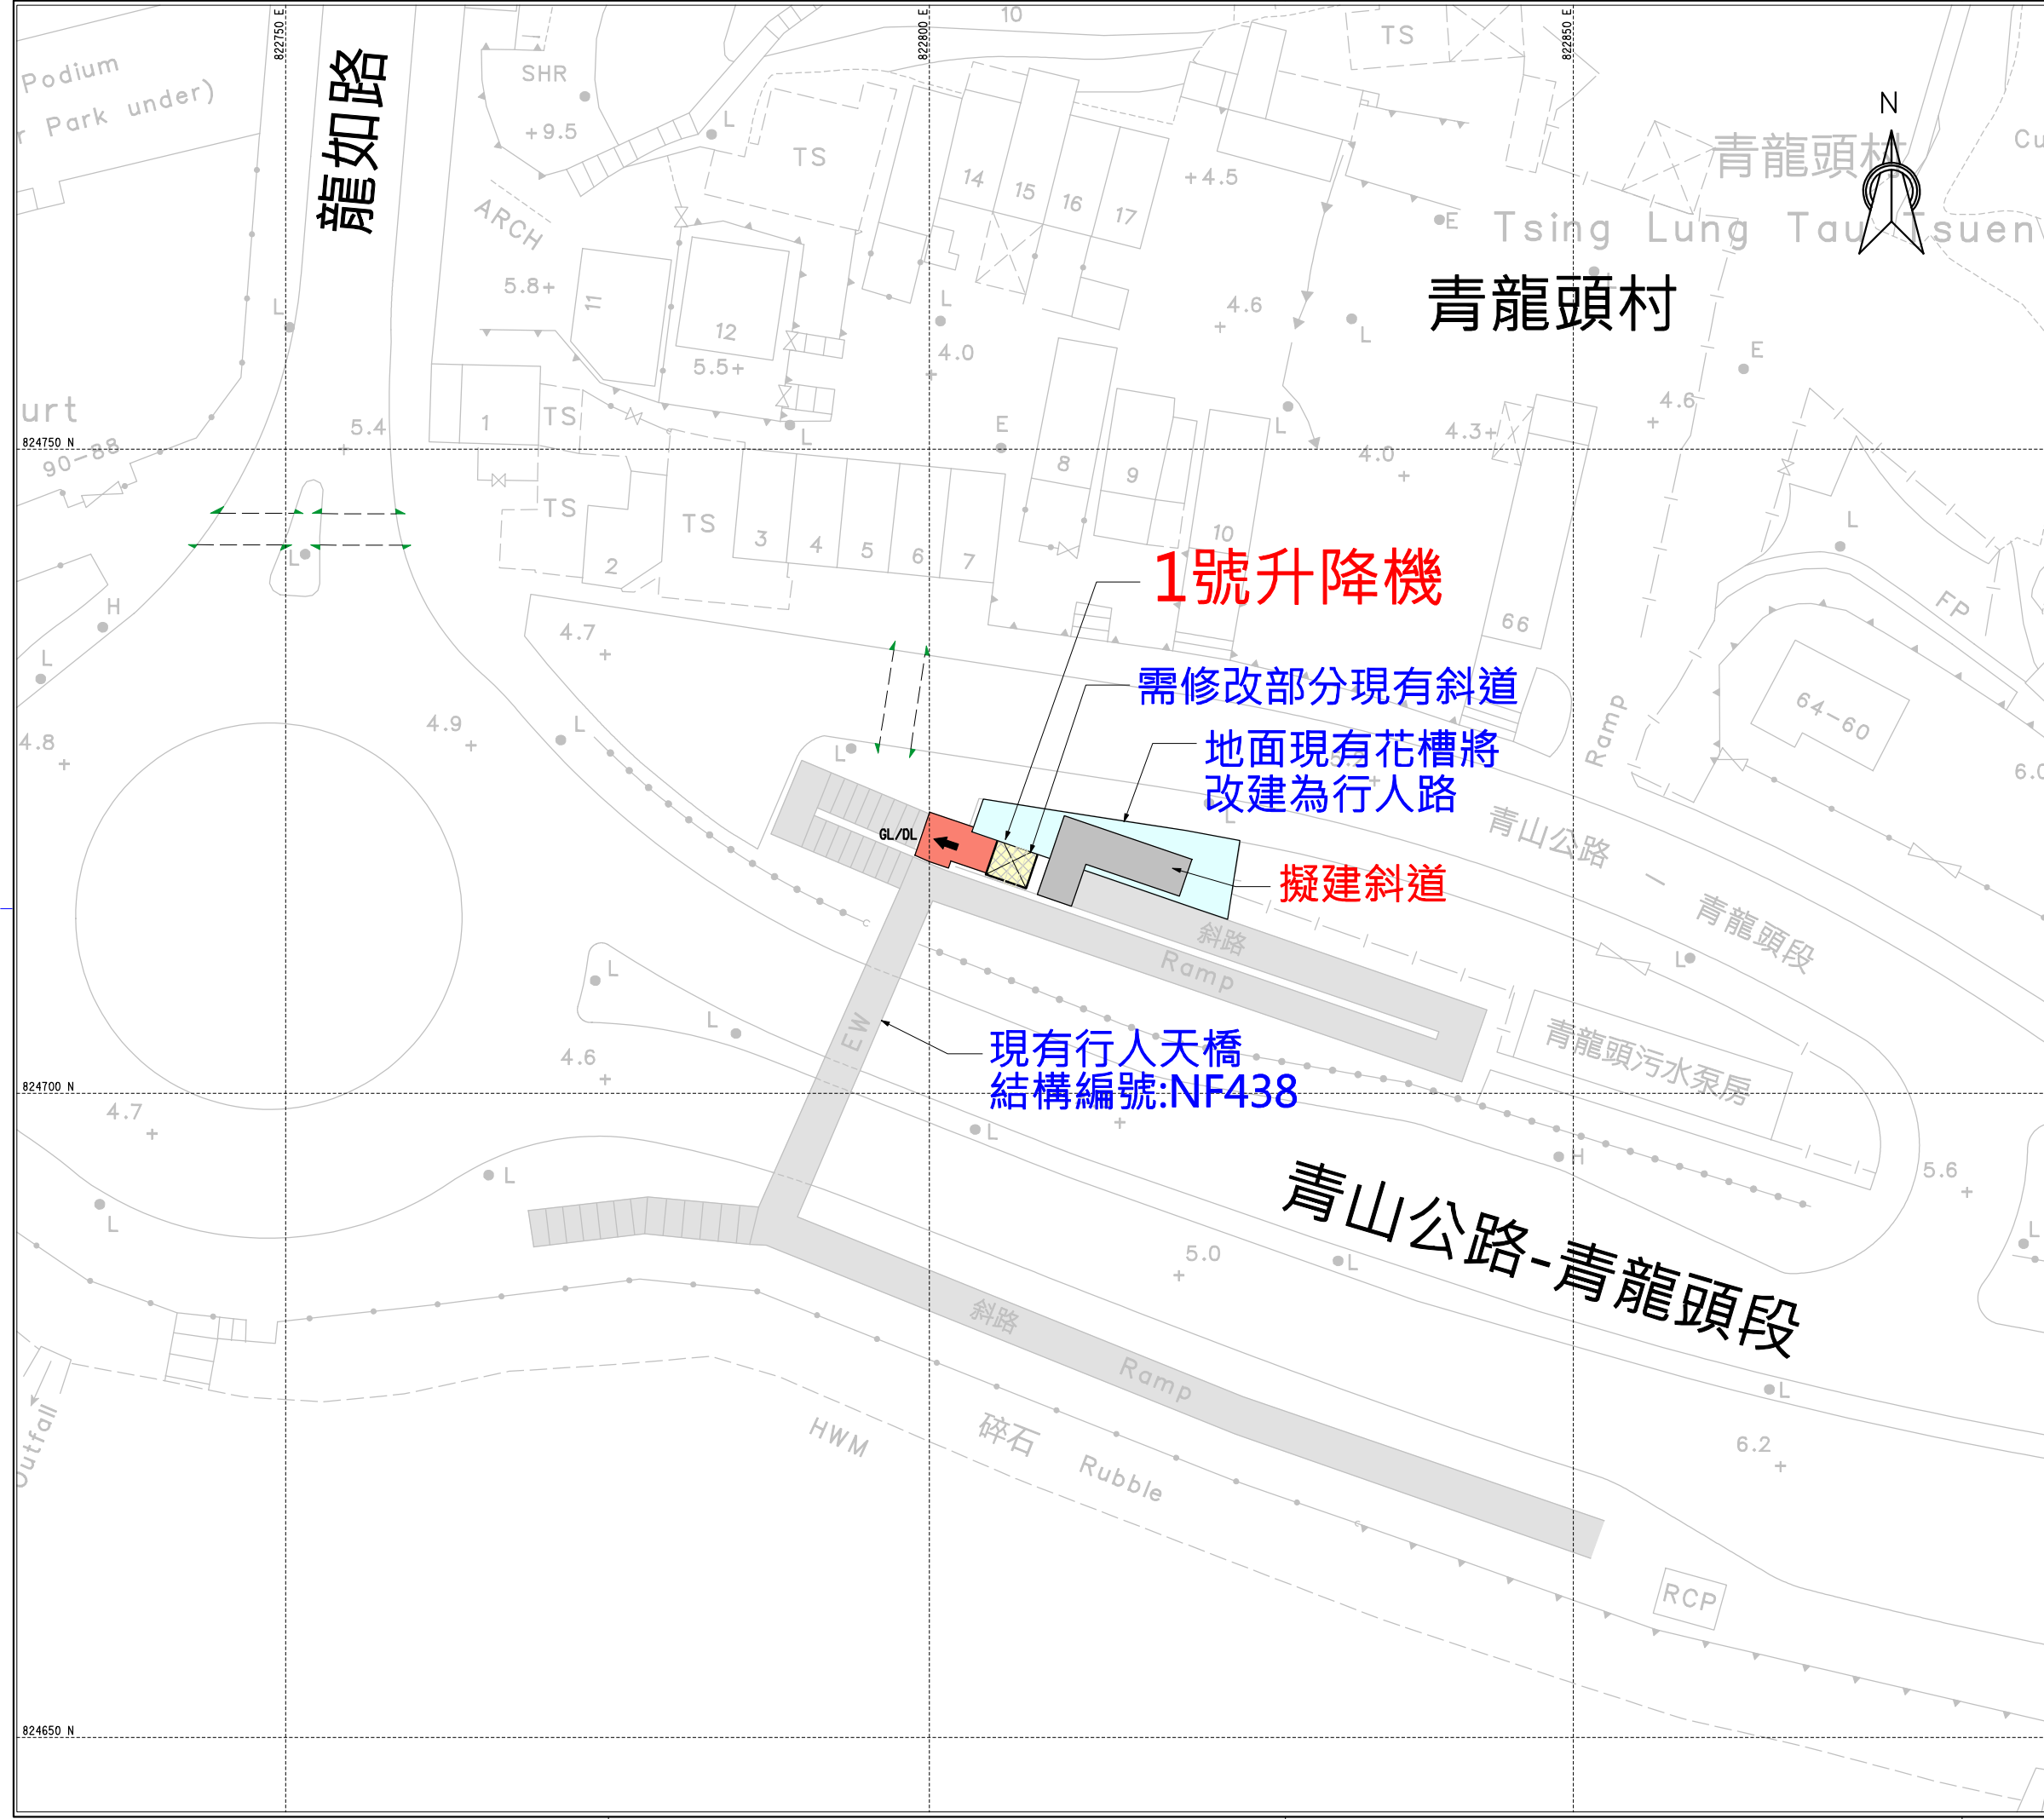 822750 E
822800 E
822850 E
10
TS
Podium
r Park under)
龍如路
SHR
+9.5
L
TS
14
15
16
17
+4.5
N
青龍頭村
Cu
Tsing Lung Tau Tsuen
E
ARCH
5.8+
11
12
5.5+
L
L
4.0
4.6
L
L
青龍頭村
E
urt
90-88
5.4
1
TS
L
E
8
9
10
L
4.0
4.3+
4.6
824750 N
TS
TS
2
3
4
5
6
7
L
H
L
66
L
FP
1號升降機
4.7
需修改部分現有斜道
Ramp
64-60
4.9
L
L
4.8
地面現有花槽將
改建為行人路
5.2
6.0
L
GL/DL
青山公路 - 青龍頭段
擬建斜道
斜路
Ramp
L
L
L
EW
現有行人天橋
結構編號:NF438
4.6
青龍頭污水泵房
824700 N
4.7
L
H
L
L
5.6
青山公路-青龍頭段
5.0
L
L
斜路
Ramp
L
Outfall
HWM
碎石
Rubble
6.2
RCP
824650 N